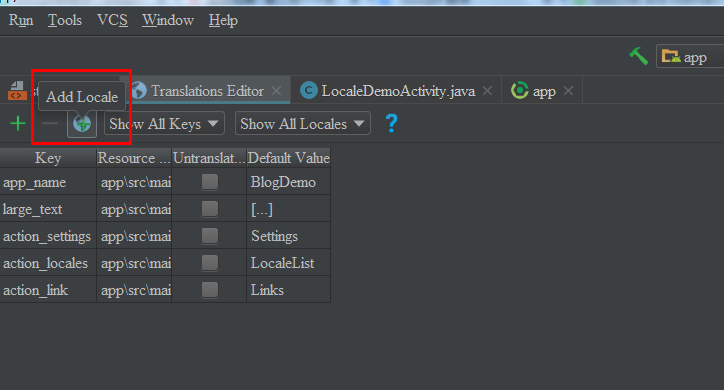 Run Tools VCS Window Help
app
Add Locale
Translations Editor
LocaleDemoActivity.java
app
Show All Keys
Show All Locales
?
Key Resource ... Untranslat... Default Value
app_name app\src\mai BlogDemo
large_text app\src\mai [...]
action_settings app\src\mai Settings
action_locales app\src\mai LocaleList
action_link app\src\mai Links